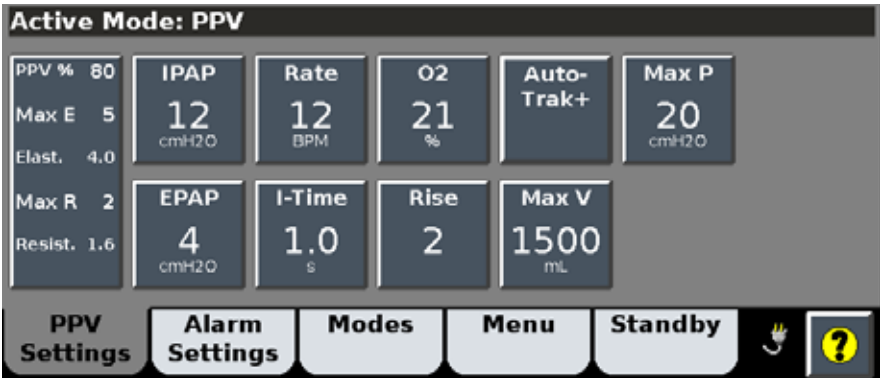 Active Mode: PPV
PPV % 80
Max E 5
Elast. 4.0
Max R 2
Resist. 1.6
IPAP
12
cmH2O
Rate
12
BPM
O2
21
%
Auto-
Trak+
Max P
20
cmH2O
EPAP
4
cmH2O
I-Time
1.0
s
Rise
2
Max V
1500
mL
PPV
Settings
Alarm
Settings
Modes
Menu
Standby
?